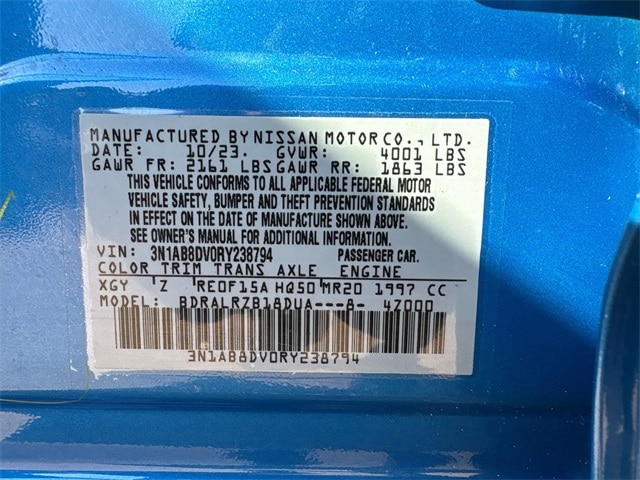 MANUFACTURED BY NISSAN MOTOR CO., LTD.
DATE: 10/23. GVWR: 4001 LBS
GAWR FR: 2161 LBS GAWR RR: 1863 LBS
THIS VEHICLE CONFORMS TO ALL APPLICABLE FEDERAL MOTOR
VEHICLE SAFETY, BUMPER AND THEFT PREVENTION STANDARDS
IN EFFECT ON THE DATE OF MANUFACTURE SHOWN ABOVE.
SEE OWNER'S MANUAL FOR ADDITIONAL INFORMATION.
VIN: 3N1AB8DV0RY238794 PASSENGER CAR.
COLOR TRIM TRANS AXLE ENGINE
XGY Z RE0F15A HQ50 MR20 1997 CC
MODEL: BDRALRZB18DUA---8- 4Z000
3N1AB8DV0RY238794